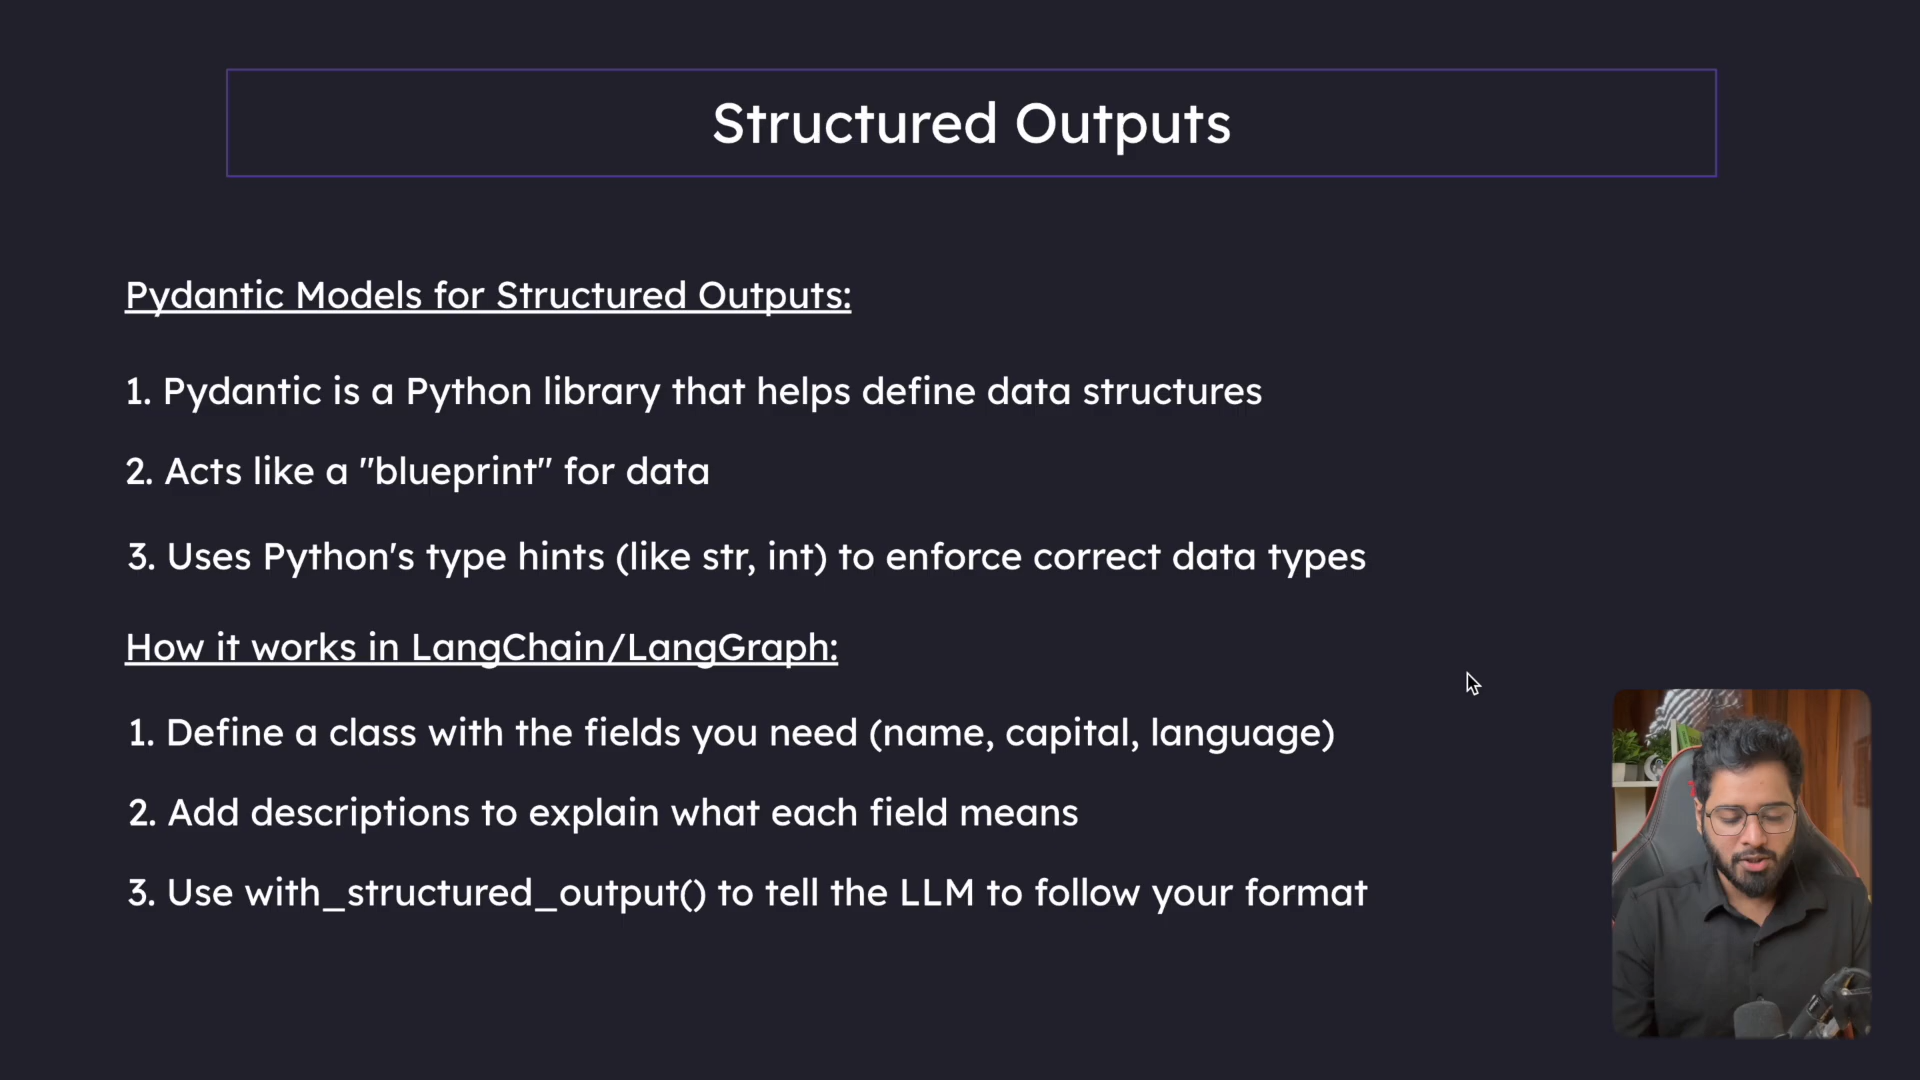 Structured Outputs
Pydantic Models for Structured Outputs:
1. Pydantic is a Python library that helps define data structures
2. Acts like a "blueprint" for data
3. Uses Python's type hints (like str, int) to enforce correct data types
How it works in LangChain/LangGraph:
1. Define a class with the fields you need (name, capital, language)
2. Add descriptions to explain what each field means
3. Use with_structured_output() to tell the LLM to follow your format